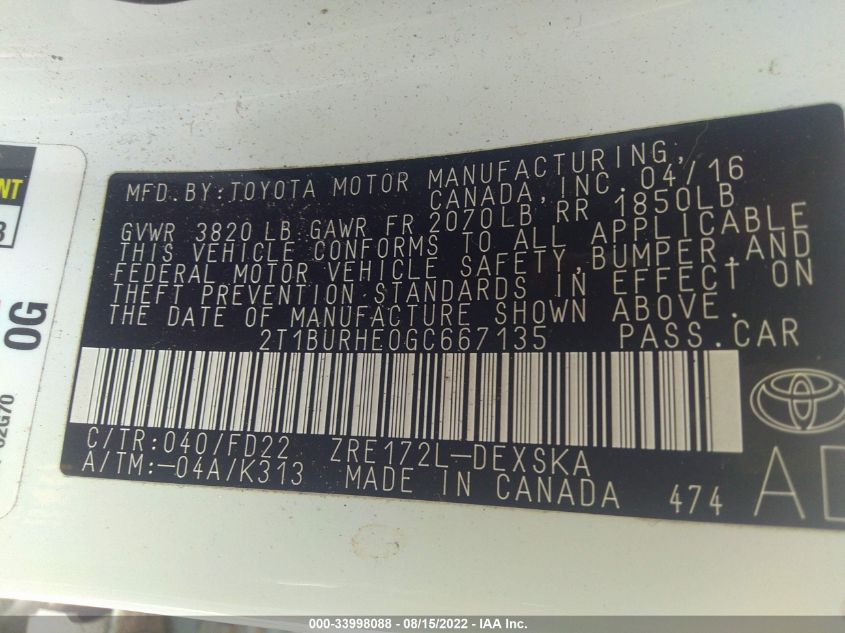 MFD.BY:TOYOTA MOTOR MANUFACTURING,
CANADA,INC. 04/16
GVWR 3820 LB GAWR FR 2070LB RR 1850LB
THIS VEHICLE CONFORMS TO ALL APPLICABLE
FEDERAL MOTOR VEHICLE SAFETY,BUMPER,AND
THEFT PREVENTION STANDARDS IN EFFECT ON
THE DATE OF MANUFACTURE SHOWN ABOVE.
2T1BURHE0GC667135 PASS.CAR
C/TR:040/FD22 ZRE172L-DEXSKA
A/TM:-04A/K313 MADE IN CANADA 474
0G
02G70
000-33998088 - 08/15/2022 - IAA Inc.